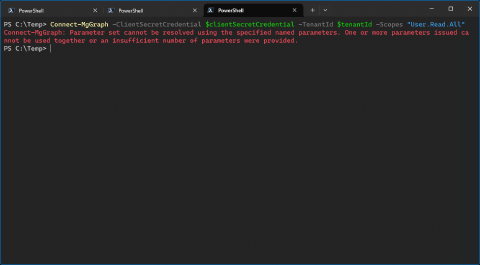 PowerShell
PowerShell
PowerShell
PS C:\Temp> Connect-MgGraph -ClientSecretCredential $clientSecretCredential -TenantId $tenantId -Scopes "User.Read.All"
Connect-MgGraph: Parameter set cannot be resolved using the specified named parameters. One or more parameters issued ca
nnot be used together or an insufficient number of parameters were provided.
PS C:\Temp>